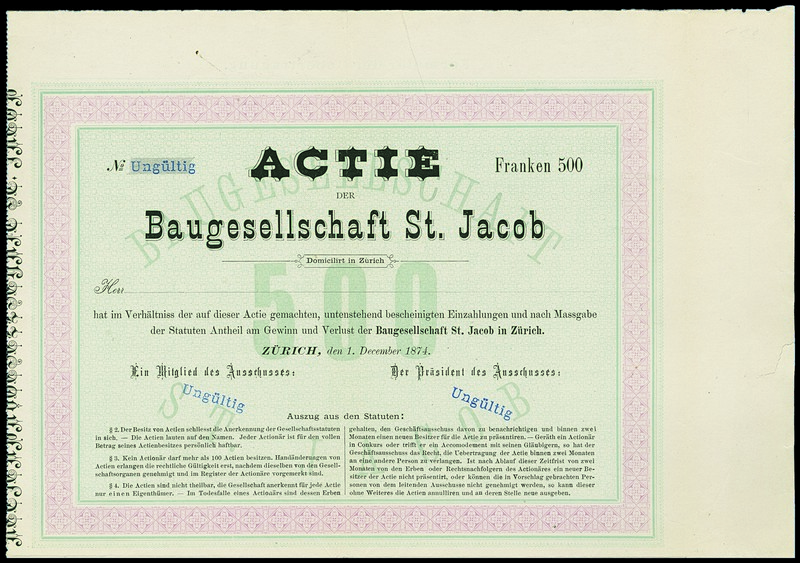 № Ungültig
ACTIE
Franken 500
DER
BAUGESELLSCHAFT
Baugesellschaft St. Jacob
Domicilirt in Zürich
500
Herr
hat im Verhältniss der auf dieser Actie gemachten, untenstehend bescheinigten Einzahlungen und nach Massgabe
der Statuten Antheil am Gewinn und Verlust der Baugesellschaft St. Jacob in Zürich.
ZÜRICH, den 1. December 1874.
Ein Mitglied des Ausschusses:
Der Präsident des Ausschusses:
Ungültig
Ungültig
ST. JACOB
Auszug aus den Statuten:
§ 2. Der Besitz von Actien schliesst die Anerkennung der Gesellschaftsstatuten
in sich. — Die Actien lauten auf den Namen. Jeder Actionär ist für den vollen
Betrag seines Actienbesitzes persönlich haftbar.
§ 3. Kein Actionär darf mehr als 100 Actien besitzen. Handänderungen von
Actien erlangen die rechtliche Gültigkeit erst, nachdem dieselben von den Gesell-
schaftsorganen genehmigt und im Register der Actionäre vorgemerkt sind.
§ 4. Die Actien sind nicht theilbar, die Gesellschaft anerkennt für jede Actie
nur einen Eigenthümer. — Im Todesfalle eines Actionärs sind dessen Erben
gehalten, den Geschäftsausschuss davon zu benachrichtigen und binnen zwei
Monaten einen neuen Besitzer für die Actie zu präsentiren. — Geräth ein Actionär
in Conkurs oder trifft er ein Accomodement mit seinen Gläubigern, so hat der
Geschäftsausschuss das Recht, die Uebertragung der Actie binnen zwei Monaten
an eine andere Person zu verlangen. Ist nach Ablauf dieser Zeitfrist von zwei
Monaten von den Erben oder Rechtsnachfolgern des Actionäres ein neuer Be-
sitzer der Actie nicht präsentirt, oder können die in Vorschlag gebrachten Per-
sonen von dem leitenden Ausschusse nicht genehmigt werden, so kann dieser
ohne Weiteres die Actien annulliren und an deren Stelle neue ausgeben.